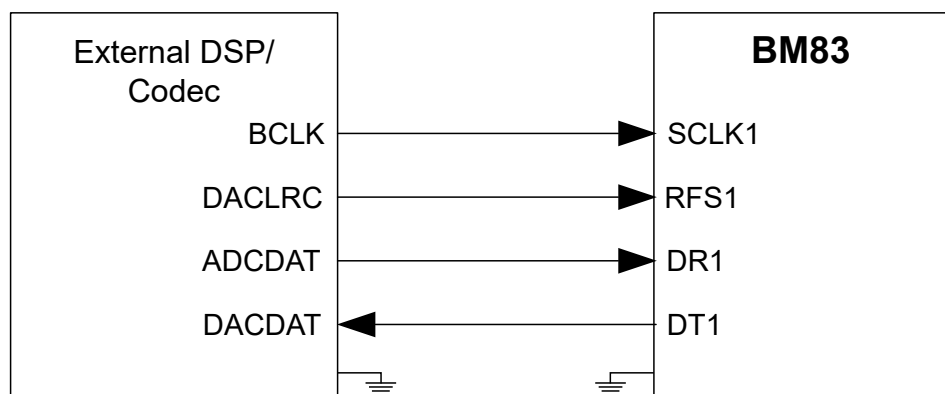 External DSP/
Codec
BM83
BCLK
SCLK1
DACLRC
RFS1
ADCDAT
DR1
DACDAT
DT1